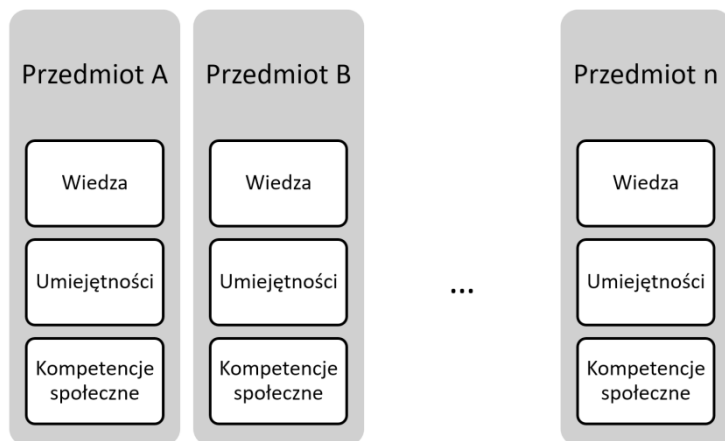 Przedmiot A
Wiedza
Umiejętności
Kompetencje
społeczne
Przedmiot B
Wiedza
Umiejętności
Kompetencje
społeczne
...
Przedmiot n
Wiedza
Umiejętności
Kompetencje
społeczne